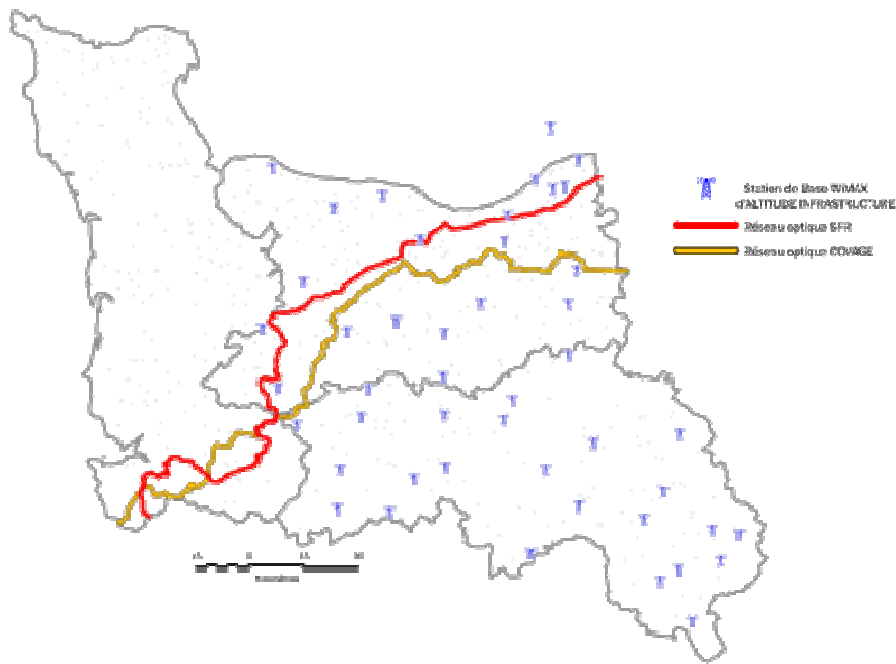 Station de Base WIMAX
d'ALTITUDE INFRASTRUCTURE
Réseau optique SFR
Réseau optique COVAGE